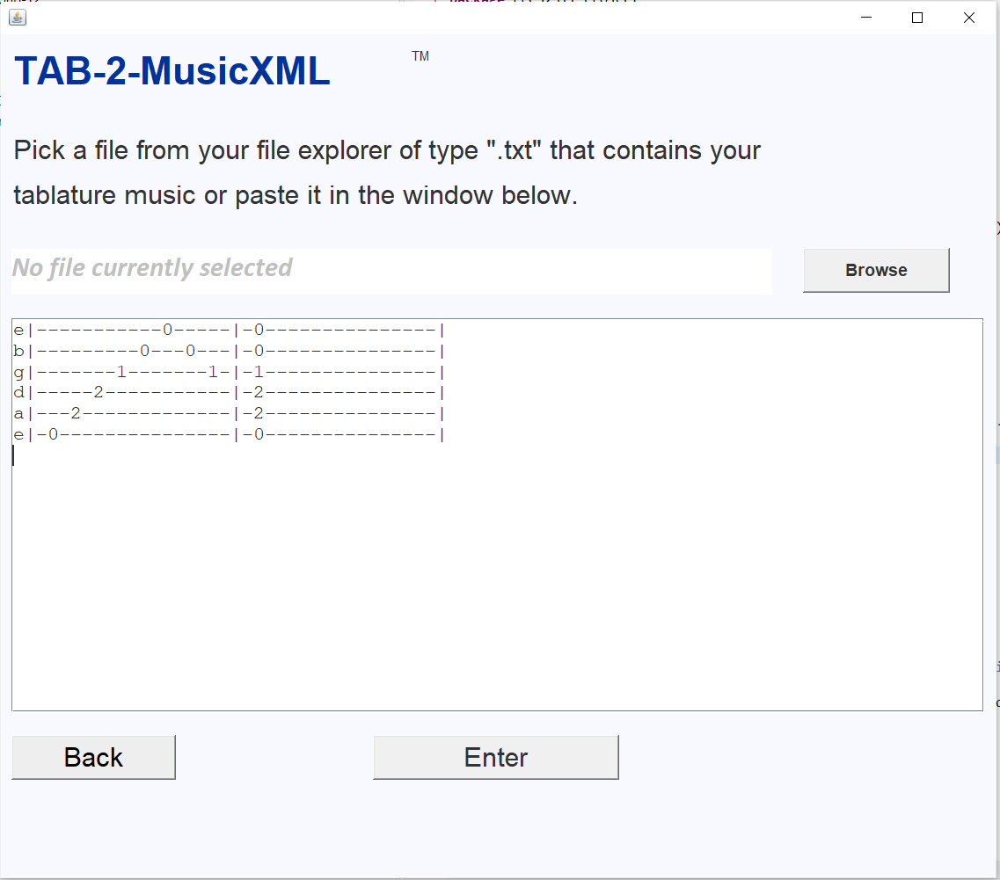 TAB-2-MusicXML
TM
Pick a file from your file explorer of type ".txt" that contains your
tablature music or paste it in the window below.
No file currently selected
Browse
e|-----------0-----|-0---------------|
b|---------0---0---|-0---------------|
g|-------1-------1-|-1---------------|
d|-----2-----------|-2---------------|
a|---2-------------|-2---------------|
e|-0---------------|-0---------------|
Back
Enter